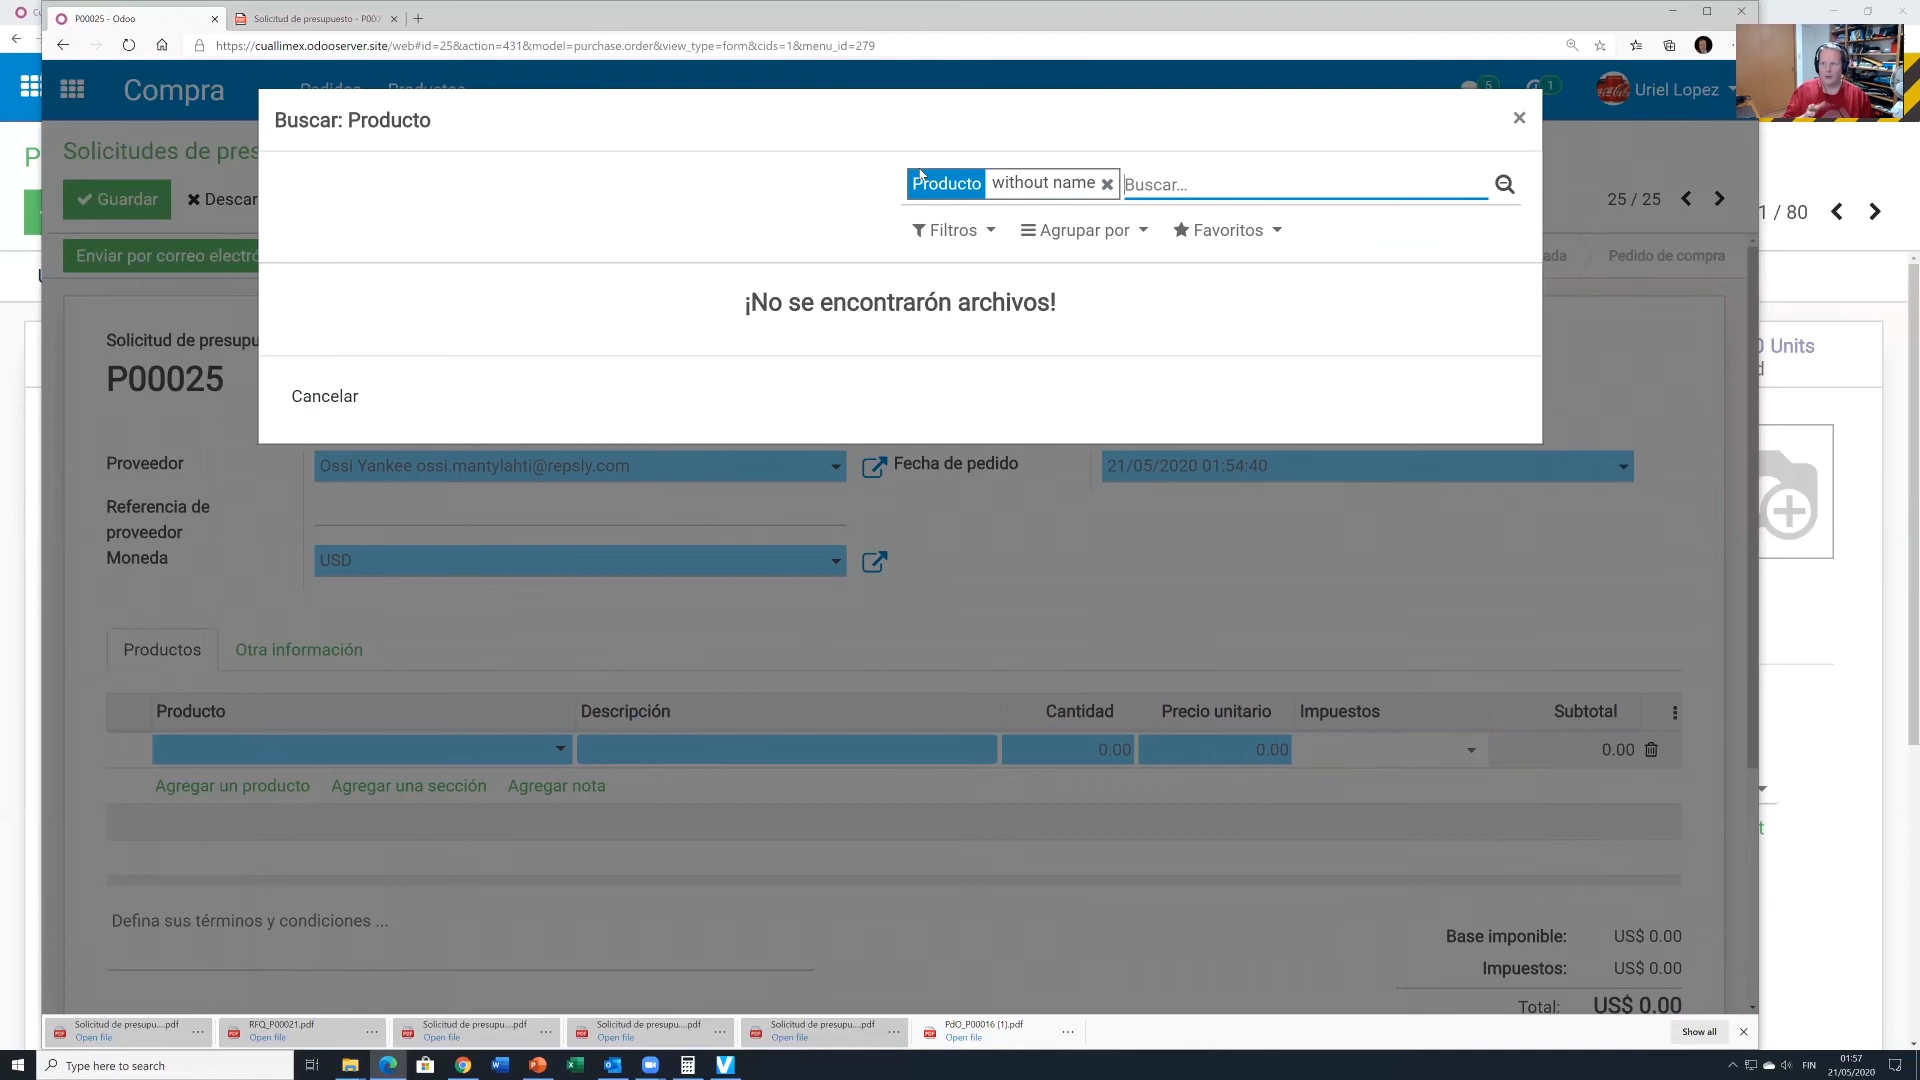 P00025 - Odoo
Solicitud de presupuesto - P000
https://cuallimex.odooserver.site/web#id=25&action=431&model=purchase.order&view_type=form&cids=1&menu_id=279
Compra
Pedidos
Productos
5
1
Uriel Lopez
Buscar: Producto
Solicitudes de pres
Producto
without name
Buscar...
Guardar
Descar
25 / 25
1 / 80
Filtros
Agrupar por
Favoritos
Enviar por correo electró
ada
Pedido de compra
¡No se encontrarón archivos!
Solicitud de presupu
Units
P00025
Cancelar
Proveedor
Ossi Yankee ossi.mantylahti@repsly.com
Fecha de pedido
21/05/2020 01:54:40
Referencia de
proveedor
Moneda
USD
Productos
Otra información
Producto
Descripción
Cantidad
Precio unitario
Impuestos
Subtotal
0.00
0.00
0.00
Agregar un producto
Agregar una sección
Agregar nota
Defina sus términos y condiciones ...
Base imponible:
US$ 0.00
Impuestos:
US$ 0.00
Total:
US$ 0.00
Solicitud de presupu....pdf
Open file
RFQ_P00021.pdf
Open file
Solicitud de presupu....pdf
Open file
Solicitud de presupu....pdf
Open file
Solicitud de presupu....pdf
Open file
PdO_P00016 (1).pdf
Open file
Show all
Type here to search
FIN
01:57
21/05/2020